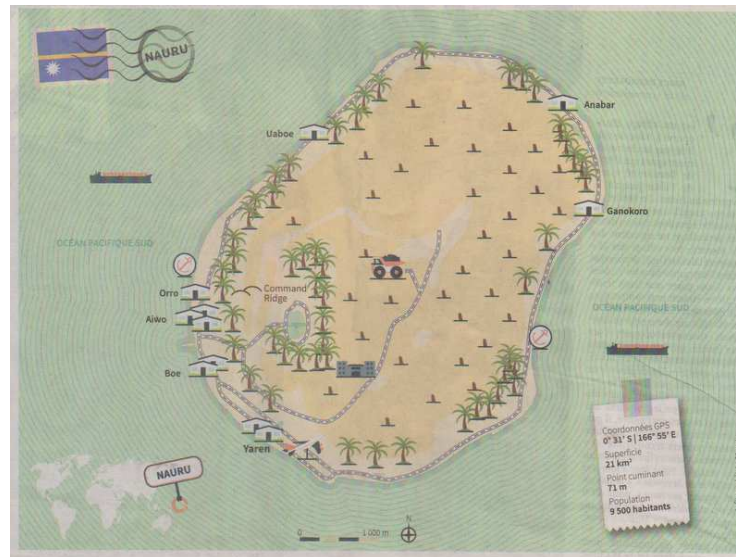 NAURU
Anabar
Uaboe
Ganokoro
OCÉAN PACIFIQUE SUD
Orro
Command
Ridge
Aiwo
OCÉAN PACIFIQUE SUD
Boe
Yaren
NAURU
Coordonnées GPS
0° 31' S | 166° 55' E
Superficie
21 km²
Point cuminant
71 m
Population
9 500 habitants
0 1 000 m
N